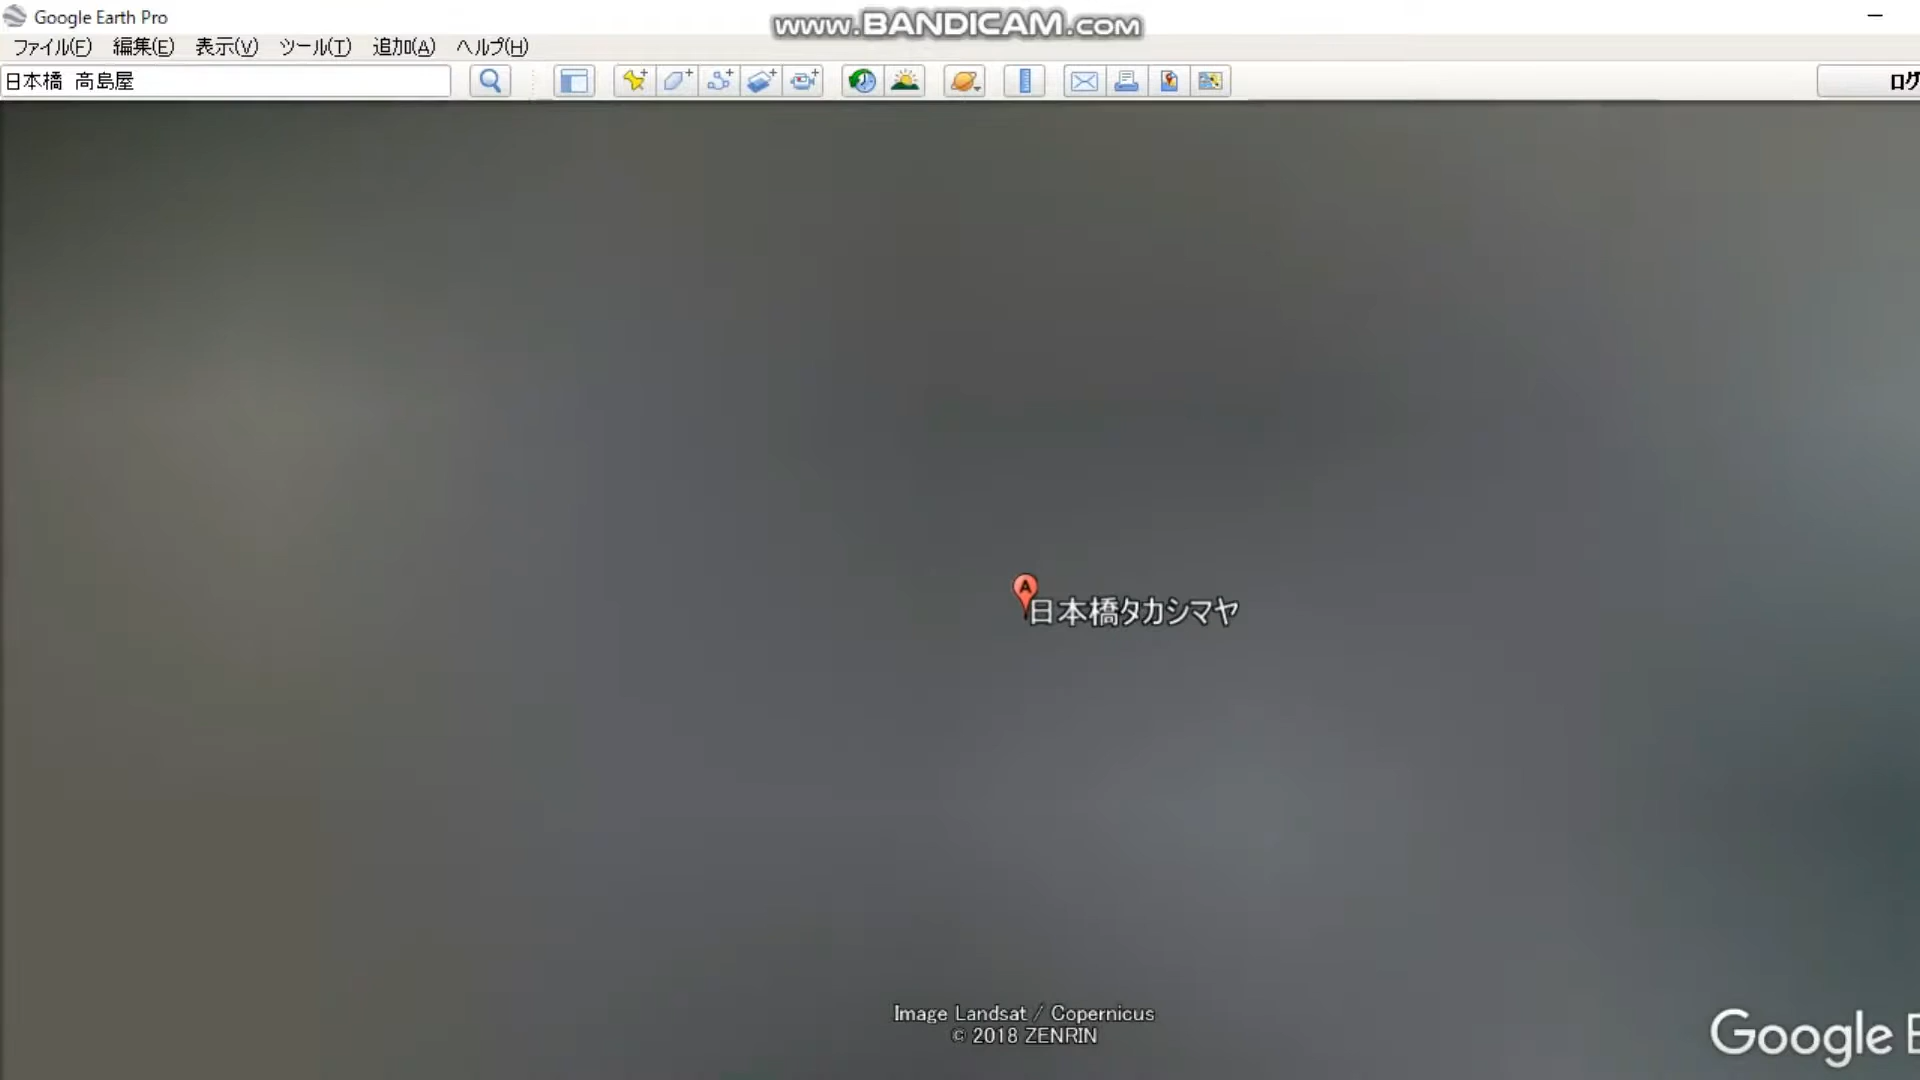 Google Earth Pro
www.BANDICAM.com
ファイル(F) 編集(E) 表示(V) ツール(T) 追加(A) ヘルプ(H)
日本橋 高島屋
ログ
A
日本橋タカシマヤ
Image Landsat / Copernicus
© 2018 ZENRIN
Google E